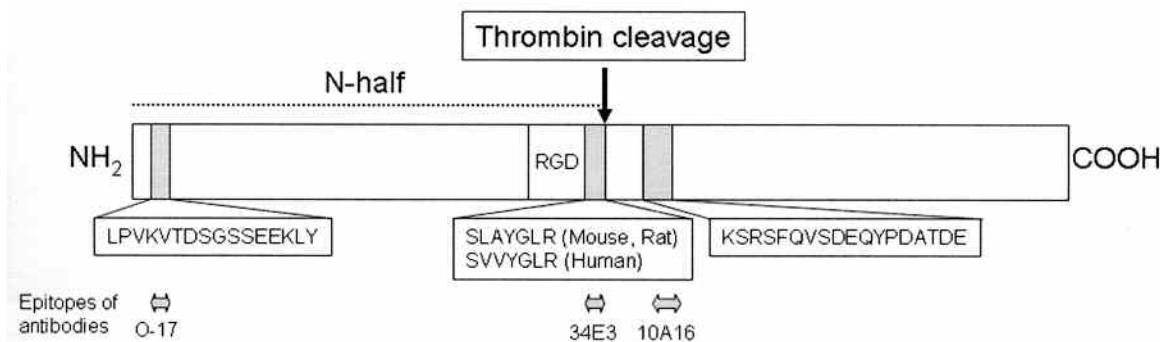 Thrombin cleavage
N-half
NH2
RGD
COOH
LPVKVTDSGSSEEKLY
SLAYGLR (Mouse, Rat)
SVVYGLR (Human)
KSRSFQVSDEQYPDATDE
Epitopes of
antibodies
O-17
34E3
10A16